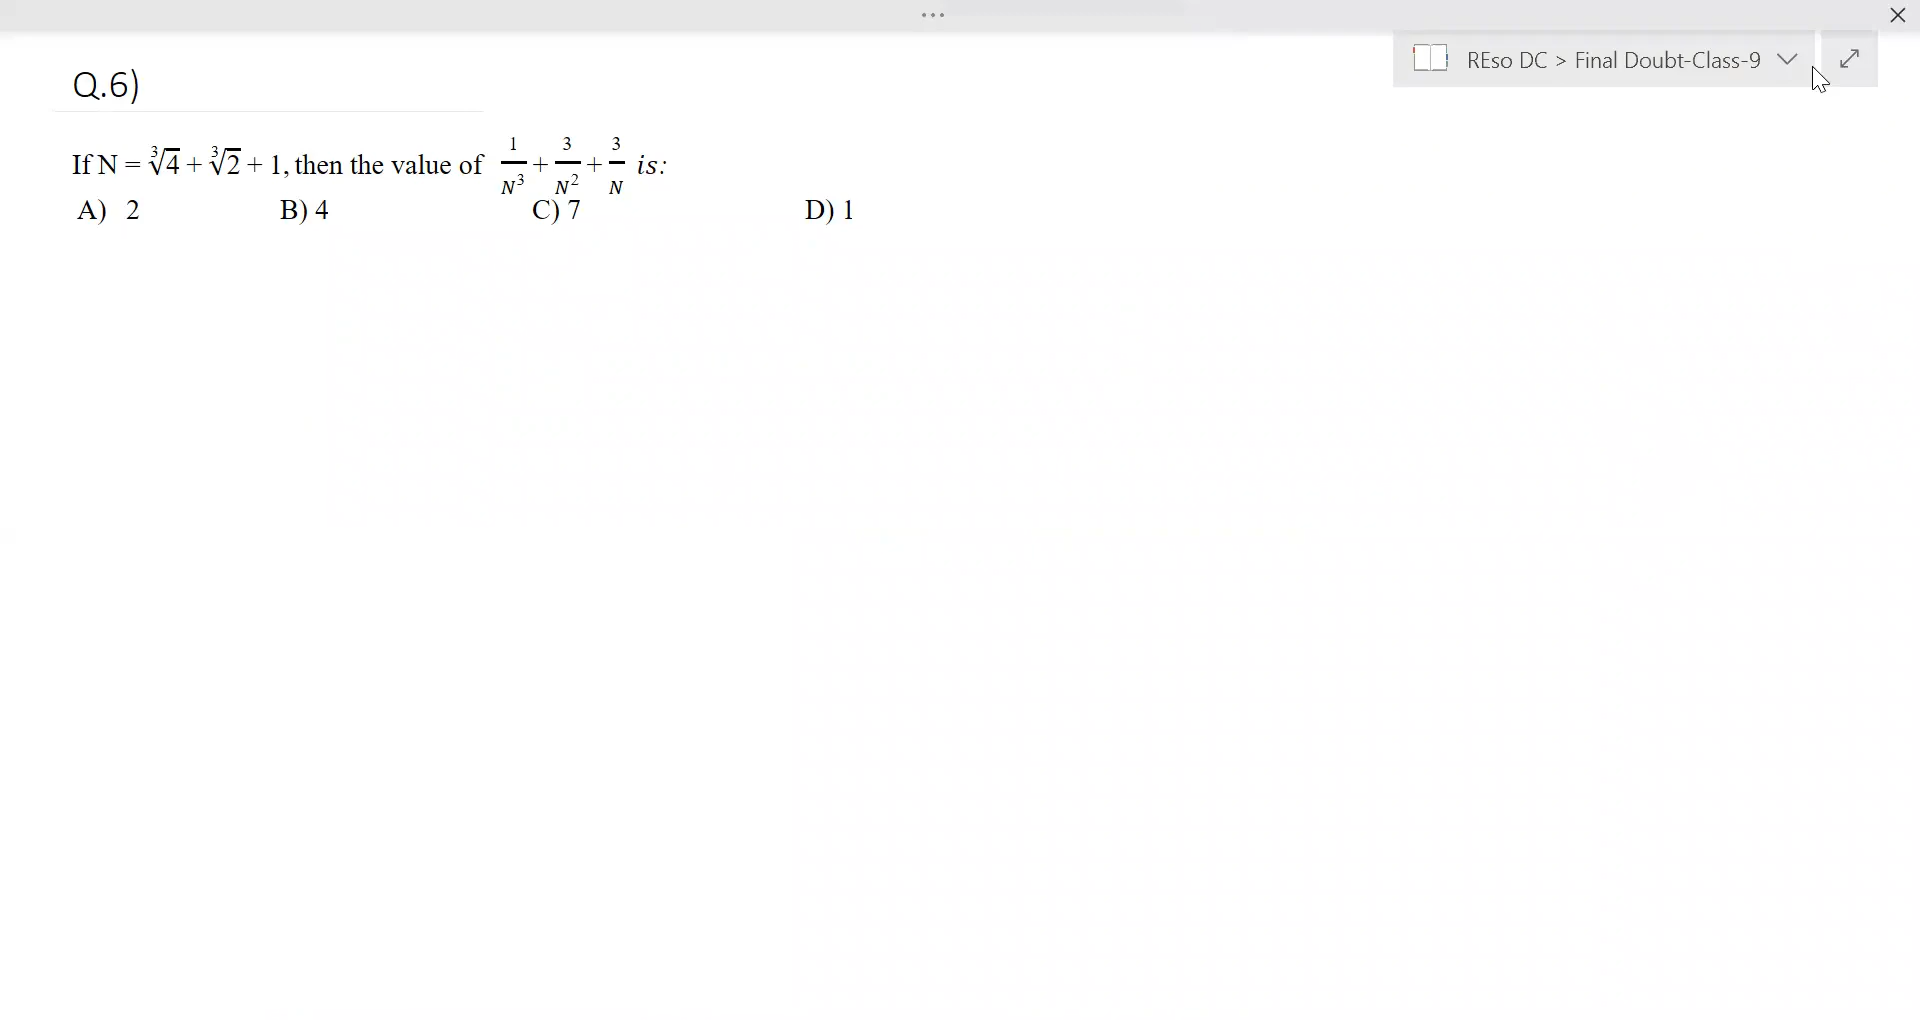 REso DC > Final Doubt-Class-9
Q.6)
If N = ∛4 + ∛2 + 1, then the value of 1/N³ + 3/N² + 3/N is:
A) 2 B) 4 C) 7 D) 1